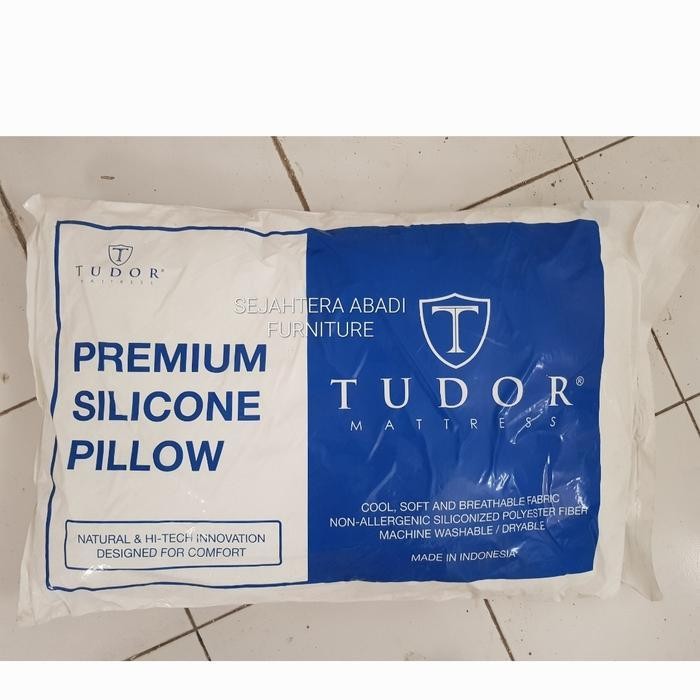 TUDOR®
MATTRESS
SEJAHTERA ABADI
FURNITURE
PREMIUM
SILICONE
PILLOW
NATURAL & HI-TECH INNOVATION
DESIGNED FOR COMFORT
T
TUDOR®
MATTRESS
COOL, SOFT AND BREATHABLE FABRIC
NON-ALLERGENIC SILICONIZED POLYESTER FIBER
MACHINE WASHABLE / DRYABLE
MADE IN INDONESIA